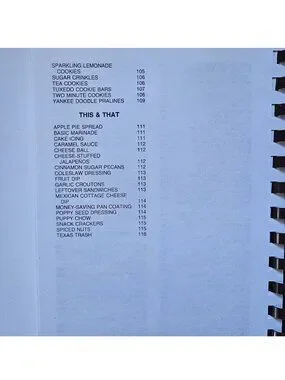 SPARKLING LEMONADE
COOKIES 105
SUGAR CRINKLES 106
TEA COOKIES 106
TUXEDO COOKIE BARS 107
TWO MINUTE COOKIES 108
YANKEE DOODLE PRALINES 109
THIS & THAT
APPLE PIE SPREAD 111
BASIC MARINADE 111
CAKE ICING 111
CARAMEL SAUCE 112
CHEESE BALL 112
CHEESE-STUFFED
JALAPEÑOS 112
CINNAMON SUGAR PECANS 112
COLESLAW DRESSING 113
FRUIT DIP 113
GARLIC CROUTONS 113
LEFTOVER SANDWICHES 113
MEXICAN COTTAGE CHEESE
DIP 114
MONEY-SAVING PAN COATING 114
POPPY SEED DRESSING 114
PUPPY CHOW 115
SNACK CRACKERS 115
SPICED NUTS 115
TEXAS TRASH 116